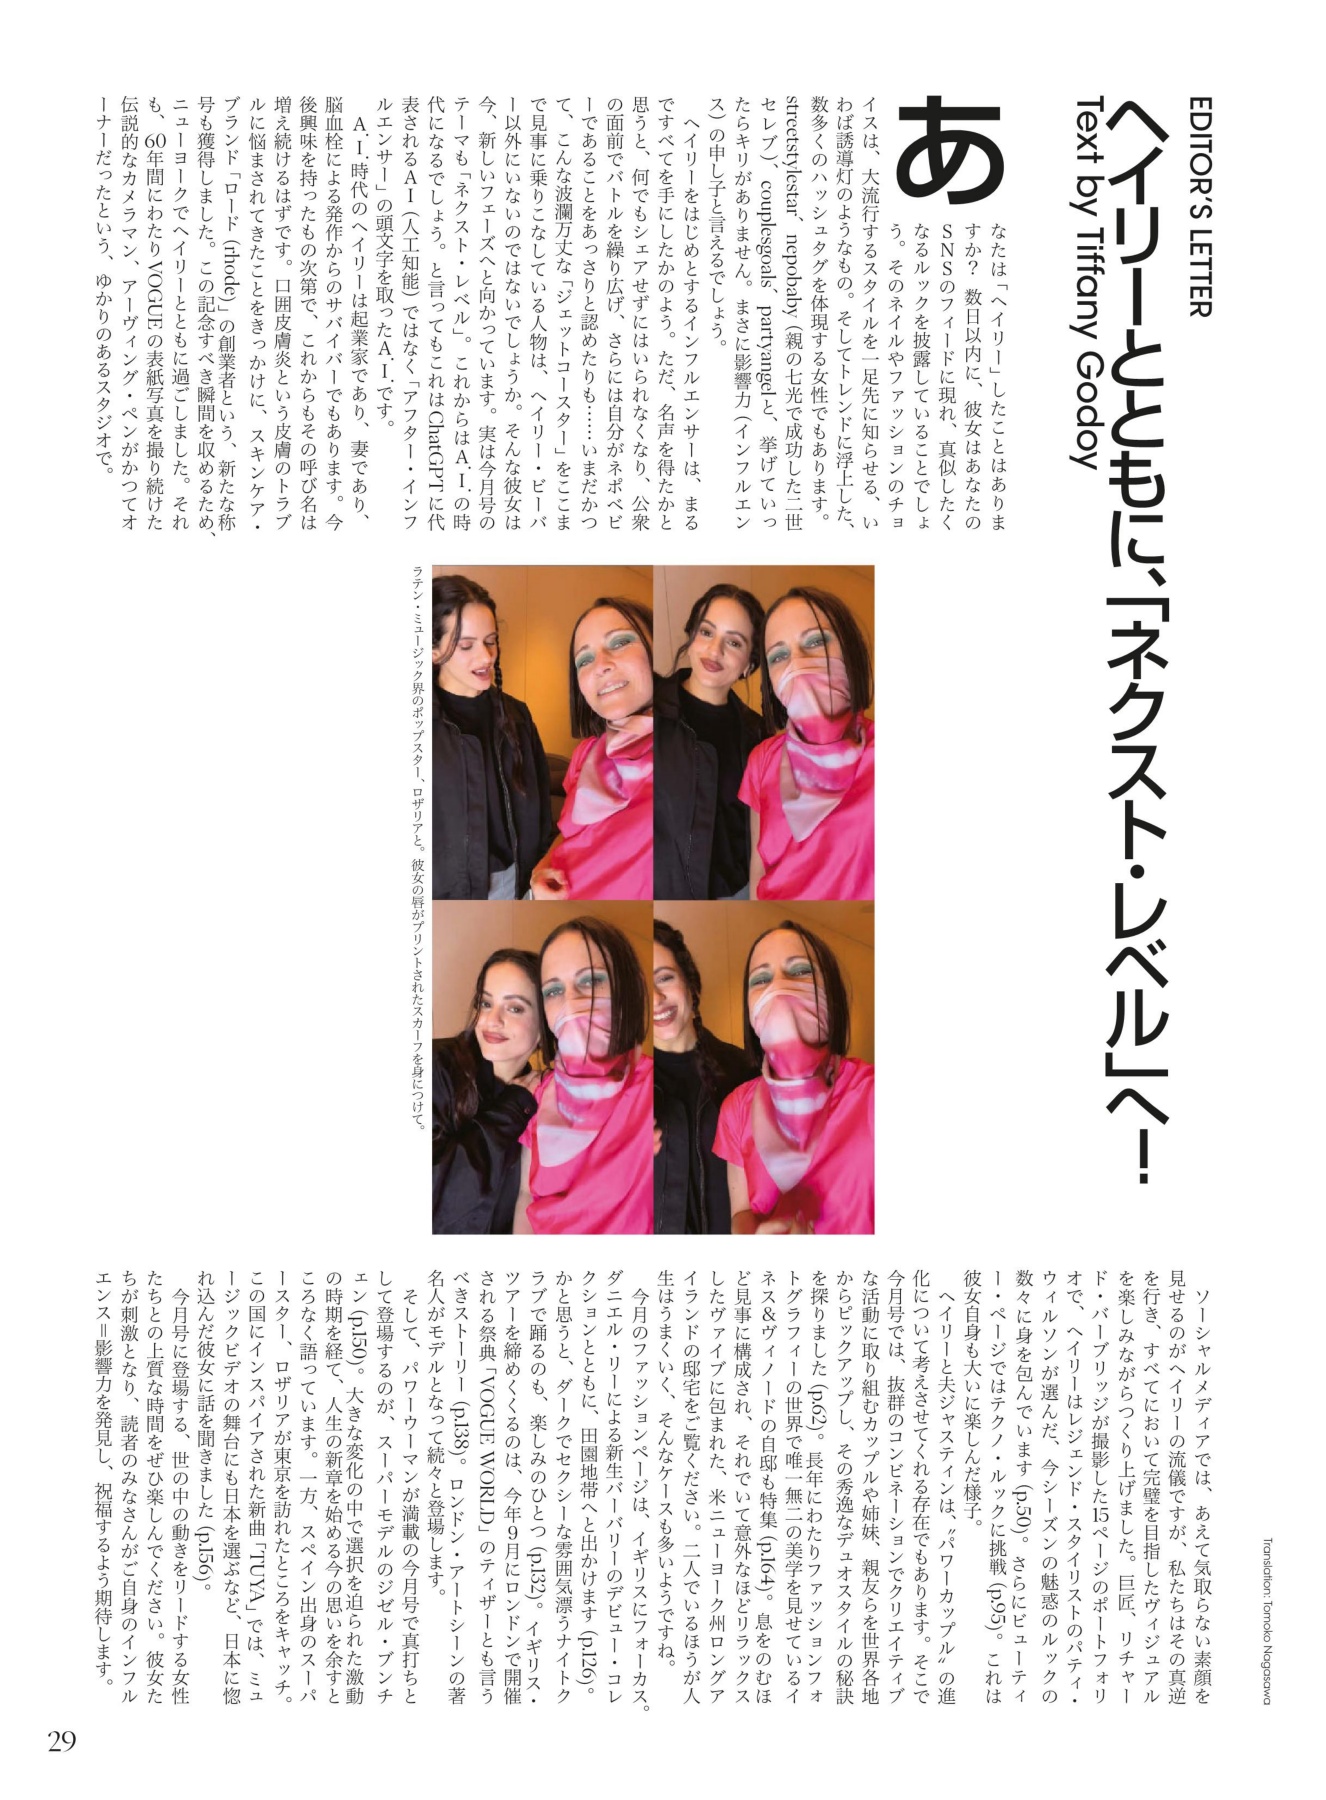 EDITOR'S LETTER
ヘイリーとともに、「ネクスト・レベル」へ！
Text by Tiffany Godoy
あ
なたは「ヘイリー」したことはありま
すか？ 数日以内に、彼女はあなたの
SNSのフィードに現れ、真似したく
なるルックを披露していることでしょ
う。そのネイルやファッションのチョ
イスは、大流行するスタイルを一足先に知らせる、い
わば誘導灯のようなもの。そしてトレンドに浮上した、
数多くのハッシュタグを体現する女性でもあります。
streetstylestar、nepobaby（親の七光で成功した二世
セレブ）、couplesgoals、partyangelと、挙げていっ
たらキリがありません。まさに影響力（インフルエン
ス）の申し子と言えるでしょう。
ヘイリーをはじめとするインフルエンサーは、まる
ですべてを手にしたかのよう。ただ、名声を得たかと
思うと、何でもシェアせずにはいられなくなり、公衆
の面前でバトルを繰り広げ、さらには自分がネポベビ
ーであることをあっさりと認めたりも……いまだかつ
て、こんな波瀾万丈な「ジェットコースター」をここま
で見事に乗りこなしている人物は、ヘイリー・ビーバ
ー以外にいないのではないでしょうか。そんな彼女は
今、新しいフェーズへと向かっています。実は今月号の
テーマも「ネクスト・レベル」。これからはA.I.の時
代になるでしょう。と言ってもこれはChatGPTに代
表されるAI（人工知能）ではなく「アフター・インフ
ルエンサー」の頭文字を取ったA.I.です。
A.I.時代のヘイリーは起業家であり、妻であり、
脳血栓による発作からのサバイバーでもあります。今
後興味を持ったもの次第で、これからもその呼び名は
増え続けるはずです。口囲皮膚炎という皮膚のトラブ
ルに悩まされてきたことをきっかけに、スキンケア・
ブランド「ロード（rhode）」の創業者という、新たな称
号も獲得しました。この記念すべき瞬間を収めるため、
ニューヨークでヘイリーとともに過ごしました。それ
も、60年間にわたりVOGUEの表紙写真を撮り続けた
伝説的なカメラマン、アーヴィング・ペンがかつてオ
ーナーだったという、ゆかりのあるスタジオで。
ラテン・ミュージック界のポップスター、ロザリアと。彼女の唇がプリントされたスカーフを身につけて。
ソーシャルメディアでは、あえて気取らない素顔を
見せるのがヘイリーの流儀ですが、私たちはその真逆
を行き、すべてにおいて完璧を目指したヴィジュアル
を楽しみながらつくり上げました。巨匠、リチャー
ド・バーブリッジが撮影した15ページのポートフォリ
オで、ヘイリーはレジェンド・スタイリストのパティ・
ウィルソンが選んだ、今シーズンの魅惑のルックの
数々に身を包んでいます（p.50）。さらにビューティ
ー・ページではテクノ・ルックに挑戦（p.95）。これは
彼女自身も大いに楽しんだ様子。
ヘイリーと夫ジャスティンは、〝パワーカップル〟の進
化について考えさせてくれる存在でもあります。そこで
今月号では、抜群のコンビネーションでクリエイティブ
な活動に取り組むカップルや姉妹、親友らを世界各地
からピックアップし、その秀逸なデュオスタイルの秘訣
を探りました（p.62）。長年にわたりファッションフォ
トグラフィーの世界で唯一無二の美学を見せているイ
ネス＆ヴィノードの自邸も特集（p.164）。息をのむほ
ど見事に構成され、それでいて意外なほどリラックス
したヴァイブに包まれた、米ニューヨーク州ロングア
イランドの邸宅をご覧ください。二人でいるほうが人
生はうまくいく、そんなケースも多いようですね。
今月のファッションページは、イギリスにフォーカス。
ダニエル・リーによる新生バーバリーのデビュー・コレ
クションとともに、田園地帯へと出かけます（p.126）。
かと思うと、ダークでセクシーな雰囲気漂うナイトク
ラブで踊るのも、楽しみのひとつ（p.132）。イギリス・
ツアーを締めくくるのは、今年9月にロンドンで開催
される祭典「VOGUE WORLD」のティザーとも言う
べきストーリー（p.138）。ロンドン・アートシーンの著
名人がモデルとなって続々と登場します。
そして、パワーウーマンが満載の今月号で真打ちと
して登場するのが、スーパーモデルのジゼル・ブンチ
ェン（p.150）。大きな変化の中で選択を迫られた激動
の時期を経て、人生の新章を始める今の思いを余すと
ころなく語っています。一方、スペイン出身のスーパ
ースター、ロザリアが東京を訪れたところをキャッチ。
この国にインスパイアされた新曲「TUYA」では、ミュ
ージックビデオの舞台にも日本を選ぶなど、日本に惚
れ込んだ彼女に話を聞きました（p.156）。
今月号に登場する、世の中の動きをリードする女性
たちとの上質な時間をぜひ楽しんでください。彼女た
ちが刺激となり、読者のみなさんがご自身のインフル
エンス＝影響力を発見し、祝福するよう期待します。
Translation: Tomoko Nagasawa
29